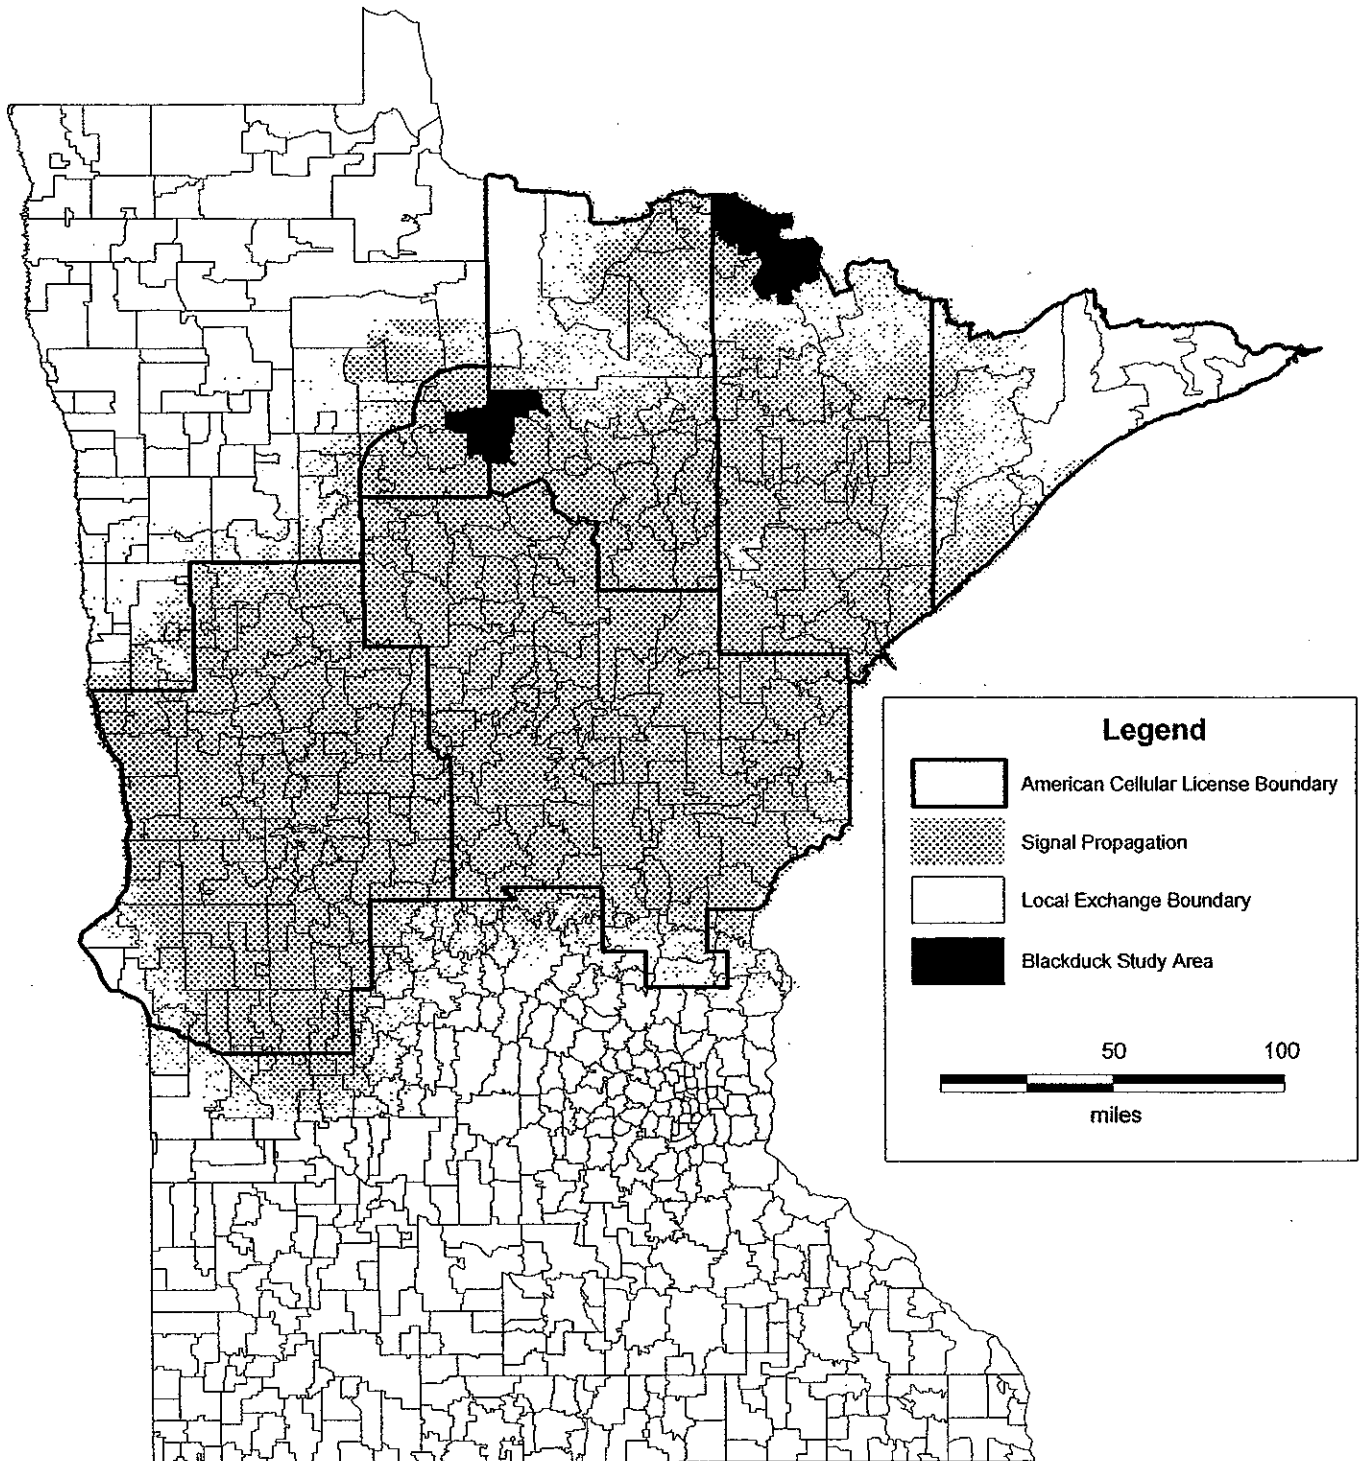 Legend
American Cellular License Boundary
Signal Propagation
Local Exchange Boundary
Blackduck Study Area
50 100
miles